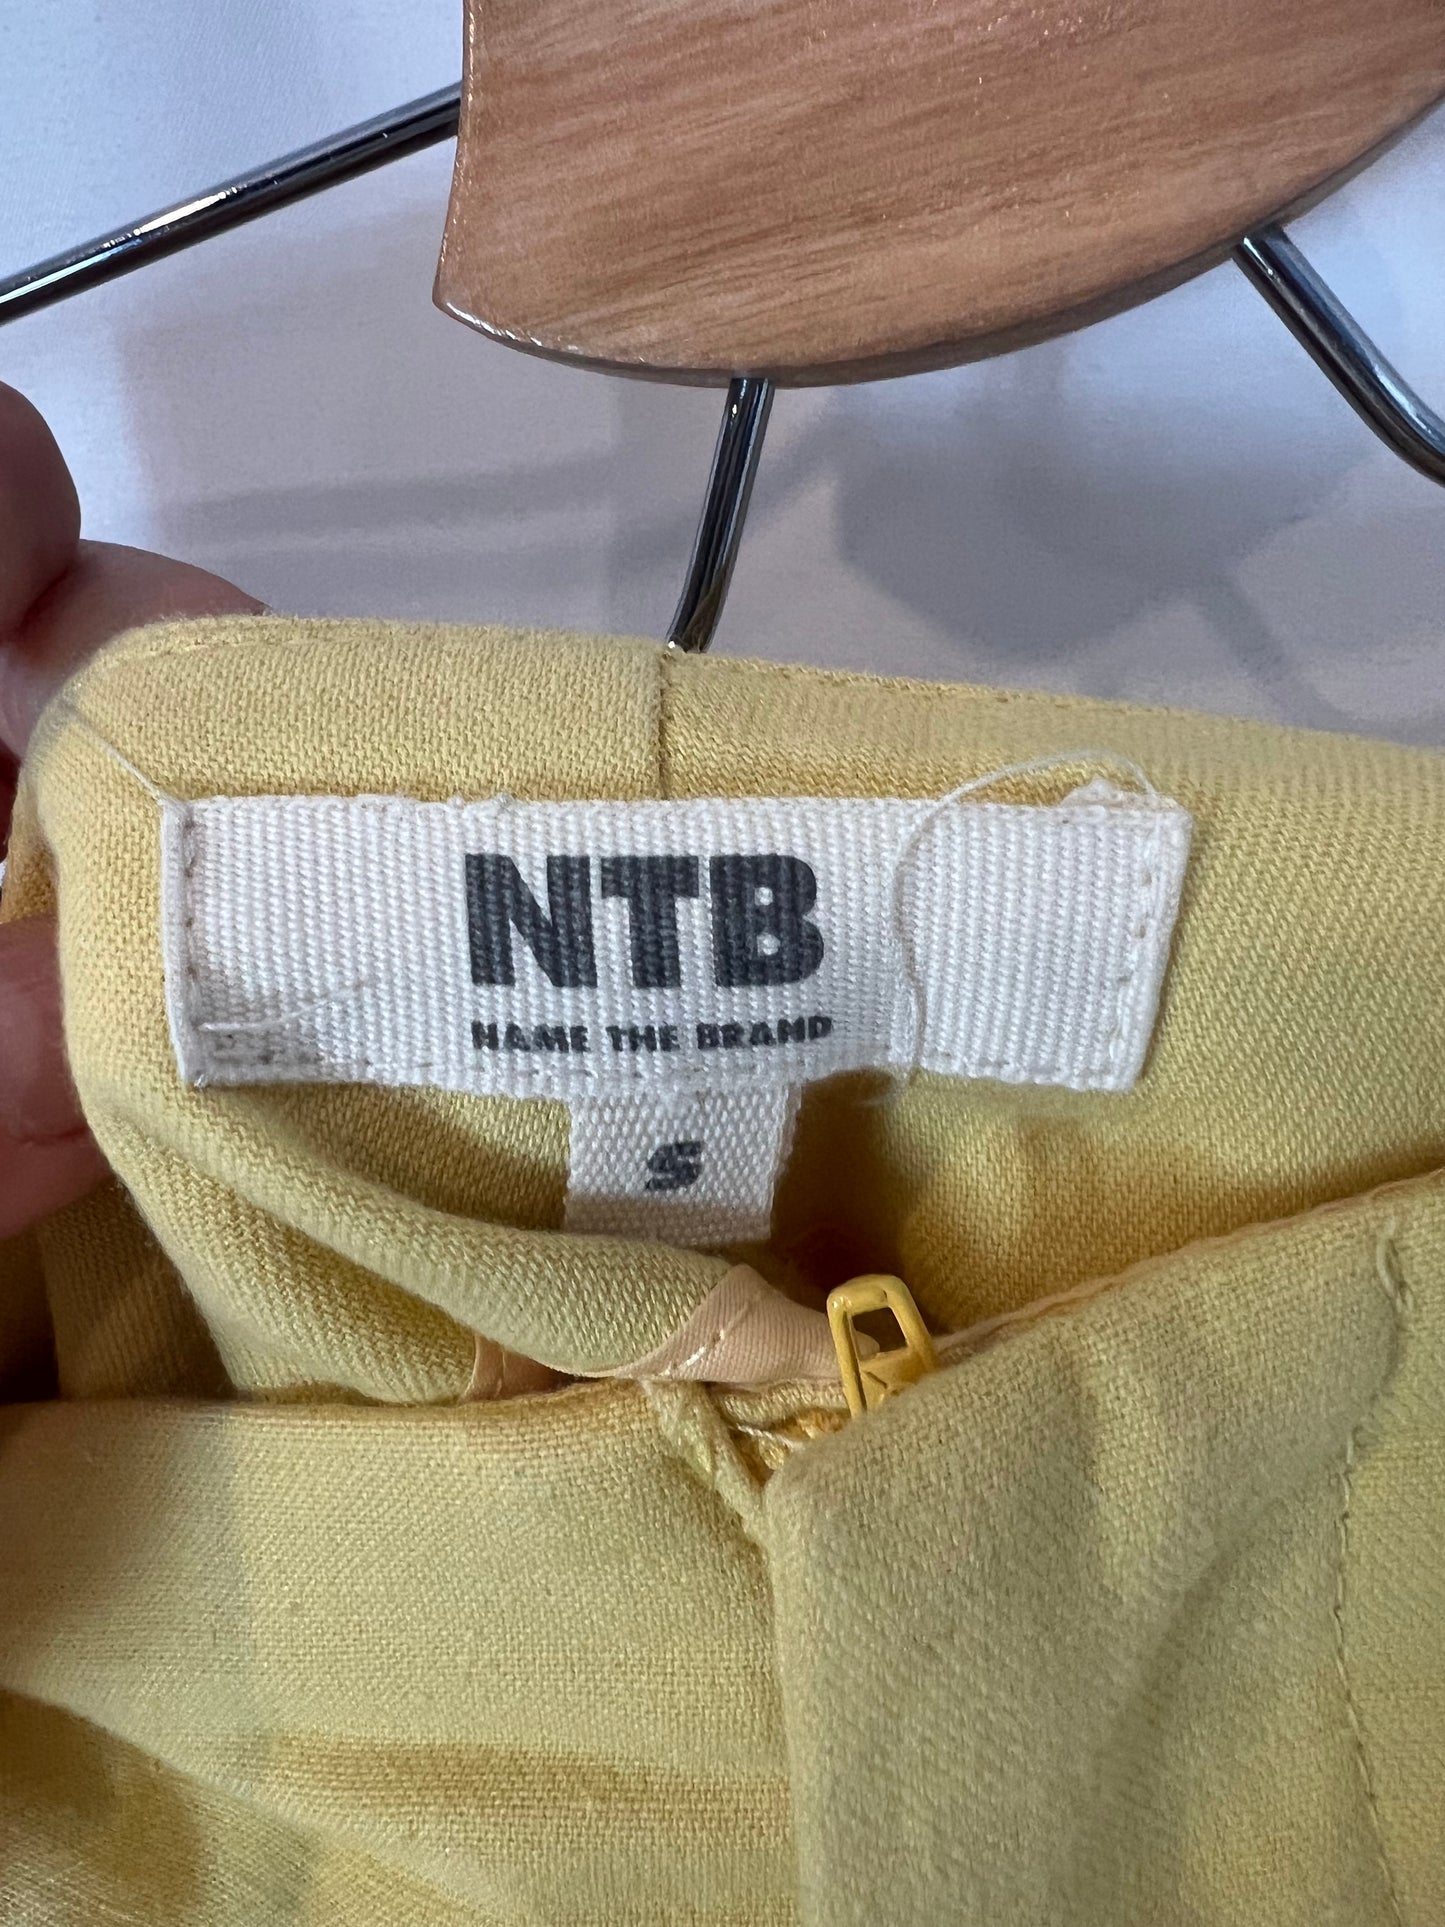 NTB
NAME THE BRAND
S